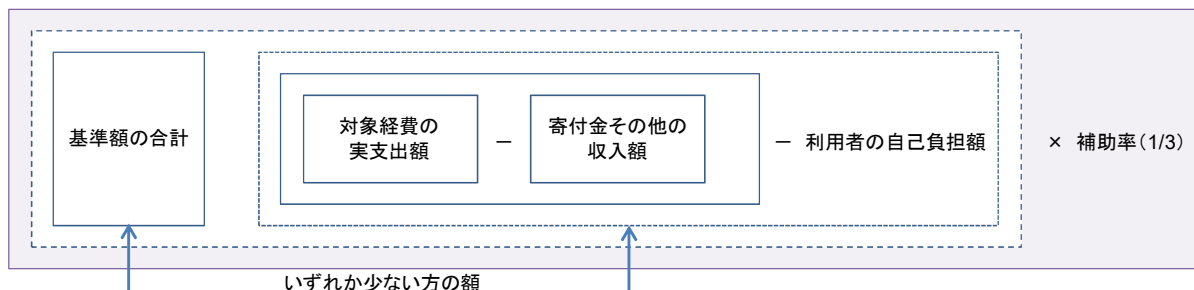 基準額の合計
対象経費の
実支出額
－
寄付金その他の
収入額
－ 利用者の自己負担額
× 補助率（1/3）
いずれか少ない方の額